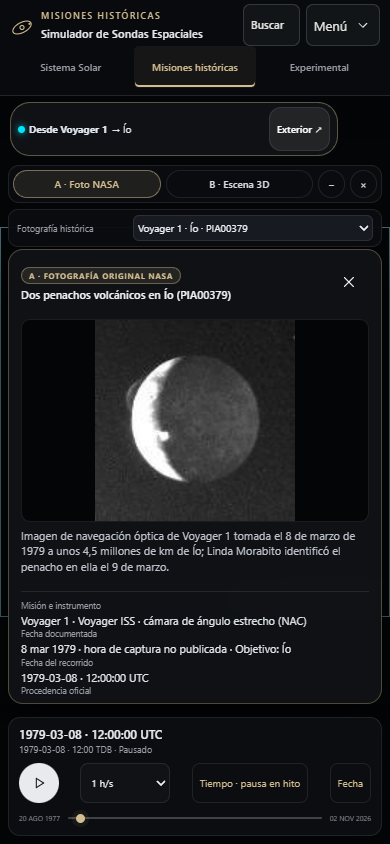 MISIONES HISTÓRICAS
Simulador de Sondas Espaciales
Buscar
Menú
Sistema Solar
Misiones históricas
Experimental
Desde Voyager 1 → Ío
Exterior ↗
A · Foto NASA
B · Escena 3D
−
×
Fotografía histórica
Voyager 1 · Ío · PIA00379
A · FOTOGRAFÍA ORIGINAL NASA
Dos penachos volcánicos en Ío (PIA00379)
Imagen de navegación óptica de Voyager 1 tomada el 8 de marzo de
1979 a unos 4,5 millones de km de Ío; Linda Morabito identificó el
penacho en ella el 9 de marzo.
Misión e instrumento
Voyager 1 · Voyager ISS · cámara de ángulo estrecho (NAC)
Fecha documentada
8 mar 1979 · hora de captura no publicada · Objetivo: Ío
Fecha del recorrido
1979-03-08 · 12:00:00 UTC
Procedencia oficial
1979-03-08 · 12:00:00 UTC
1979-03-08 · 12:00 TDB · Pausado
1 h/s
Tiempo · pausa en hito
Fecha
20 AGO 1977
02 NOV 2026